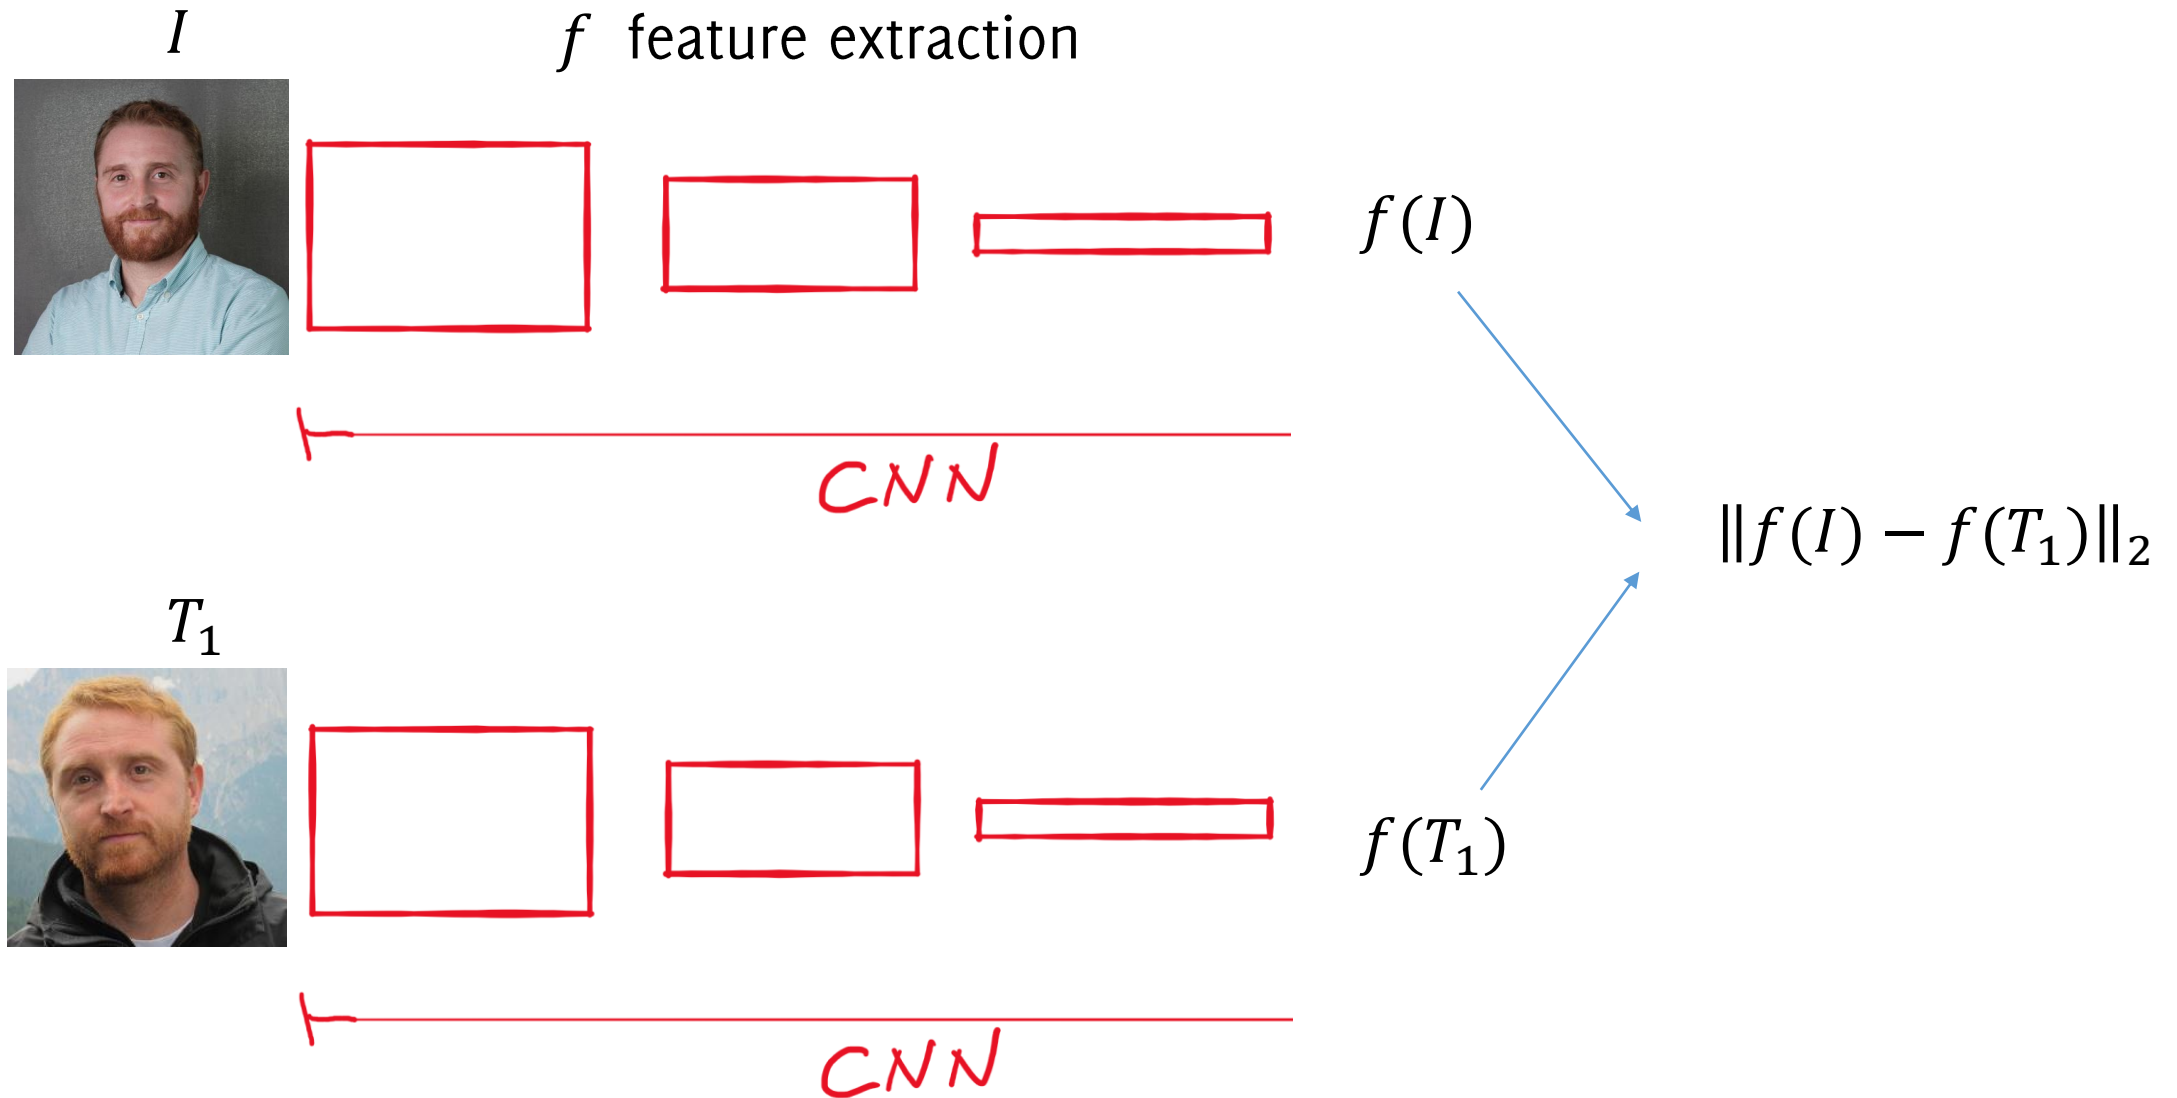 I
f feature extraction
f(I)
CNN
‖f(I) − f(T₁)‖₂
T₁
f(T₁)
CNN